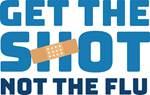 GET THE
SHOT
NOT THE FLU